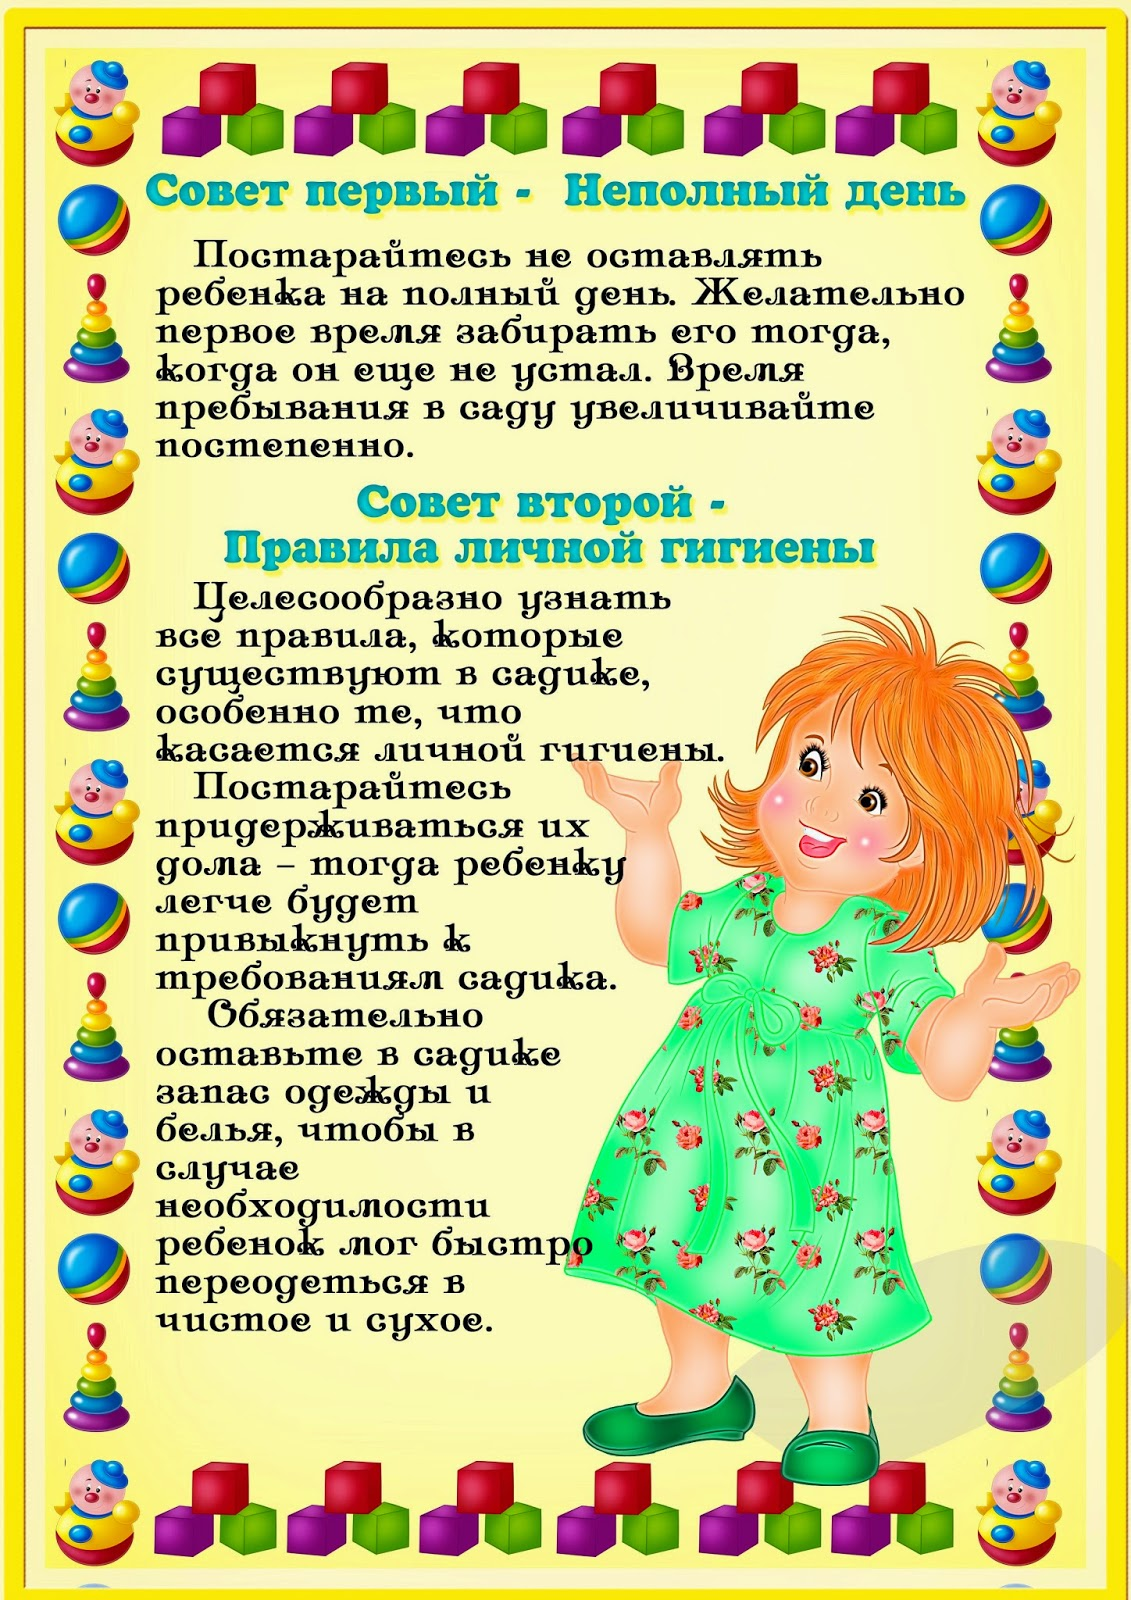 Совет первый - Неполный день
Постарайтесь не оставлять
ребенка на полный день. Желательно
первое время забирать его тогда,
когда он еще не устал. Время
пребывания в саду увеличивайте
постепенно.
Совет второй -
Правила личной гигиены
Целесообразно узнать
все правила, которые
существуют в садике,
особенно те, что
касается личной гигиены.
Постарайтесь
придерживаться их
дома – тогда ребенку
легче будет
привыкнуть к
требованиям садика.
Обязательно
оставьте в садике
запас одежды и
белья, чтобы в
случае
необходимости
ребенок мог быстро
переодеться в
чистое и сухое.